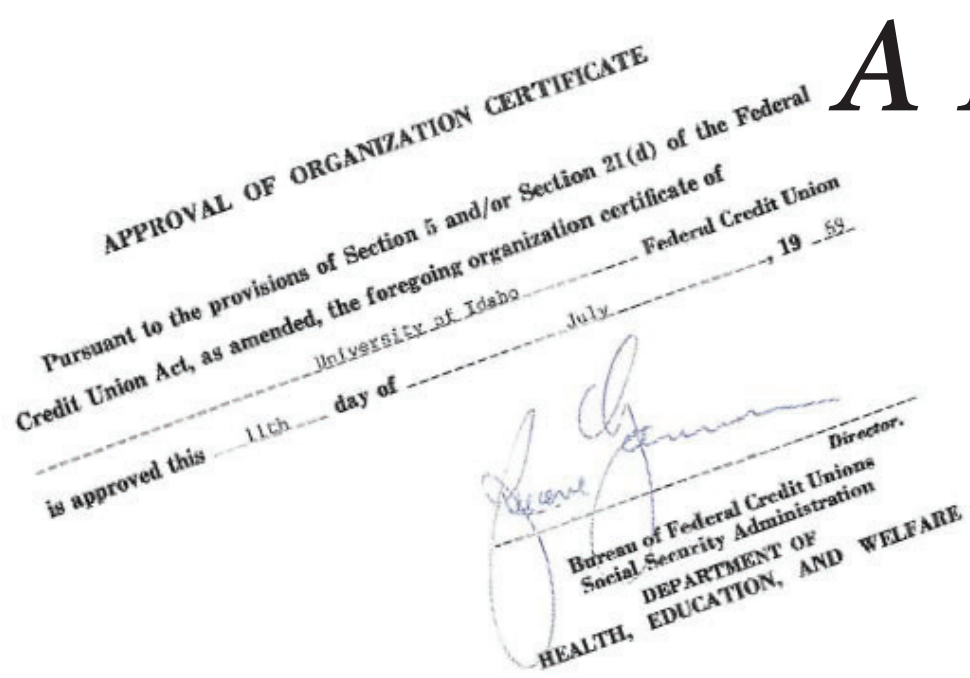 A
APPROVAL OF ORGANIZATION CERTIFICATE
Pursuant to the provisions of Section 5 and/or Section 21(d) of the Federal
Credit Union Act, as amended, the foregoing organization certificate of
University of Idaho Federal Credit Union
is approved this 11th day of July, 19 69
Director.
Bureau of Federal Credit Unions
Social Security Administration
DEPARTMENT OF
HEALTH, EDUCATION, AND WELFARE